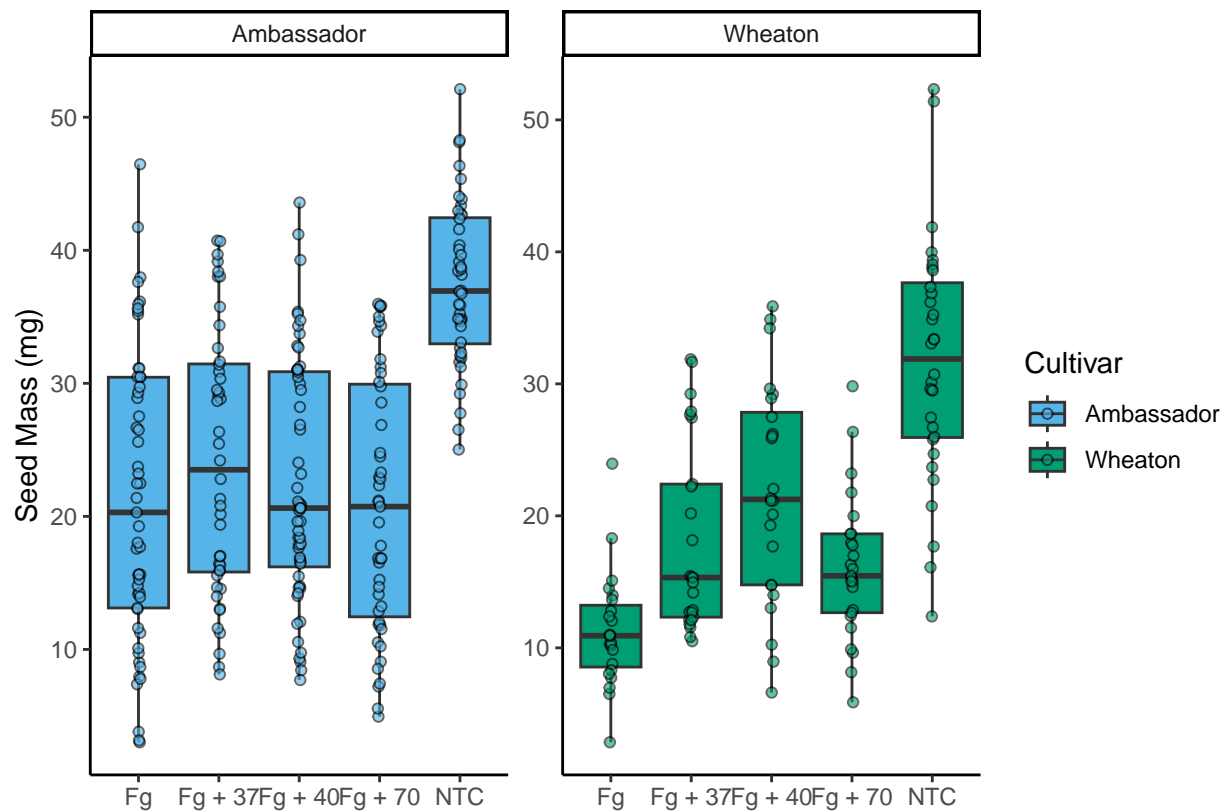 Ambassador
Wheaton
Seed Mass (mg)
50
40
30
20
10
50
40
30
20
10
Fg Fg + 37 Fg + 40 Fg + 70 NTC
Fg Fg + 37 Fg + 40 Fg + 70 NTC
Cultivar
Ambassador
Wheaton